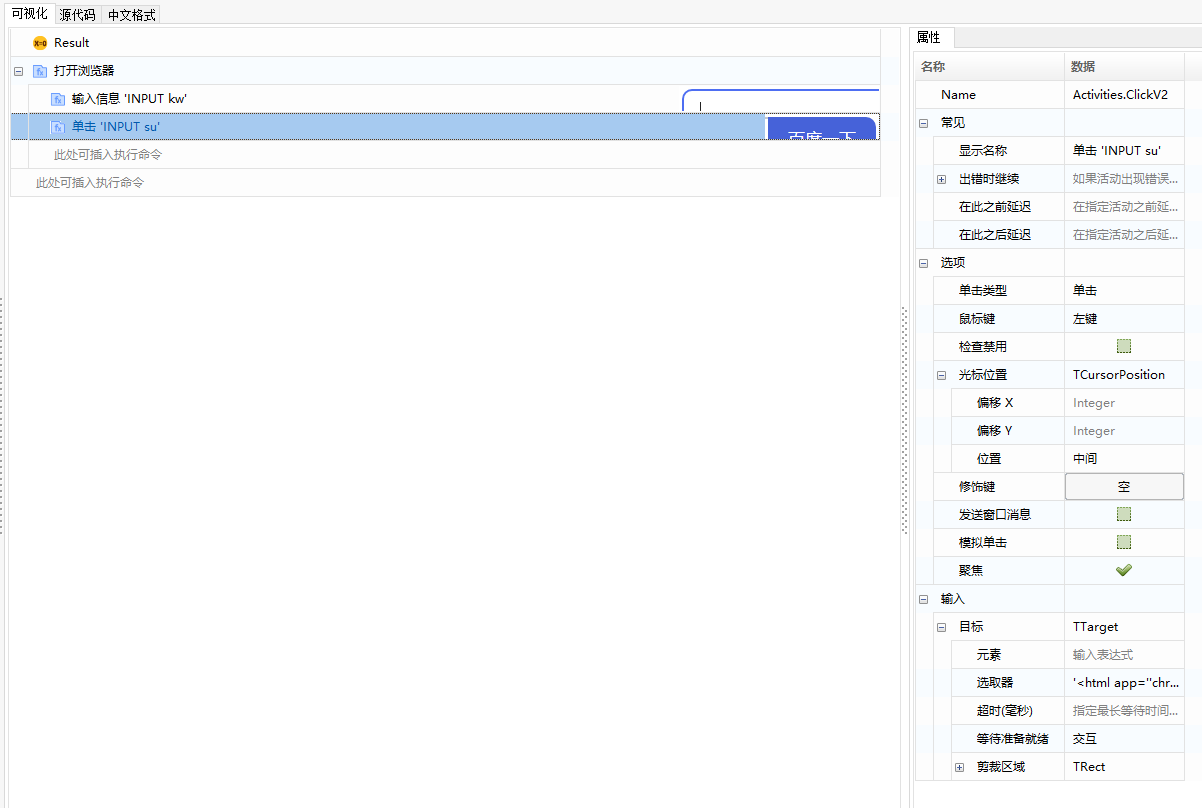 可视化 源代码 中文格式
Result
打开浏览器
输入信息 'INPUT kw'
单击 'INPUT su'
百度一下
此处可插入执行命令
此处可插入执行命令
属性
名称 数据
Name Activities.ClickV2
常见
显示名称 单击 'INPUT su'
出错时继续 如果活动出现错误...
在此之前延迟 在指定活动之前延...
在此之后延迟 在指定活动之后延...
选项
单击类型 单击
鼠标键 左键
检查禁用
光标位置 TCursorPosition
偏移 X Integer
偏移 Y Integer
位置 中间
修饰键 空
发送窗口消息
模拟单击
聚焦
输入
目标 TTarget
元素 输入表达式
选取器 '<html app="chr...
超时(毫秒) 指定最长等待时间...
等待准备就绪 交互
剪裁区域 TRect